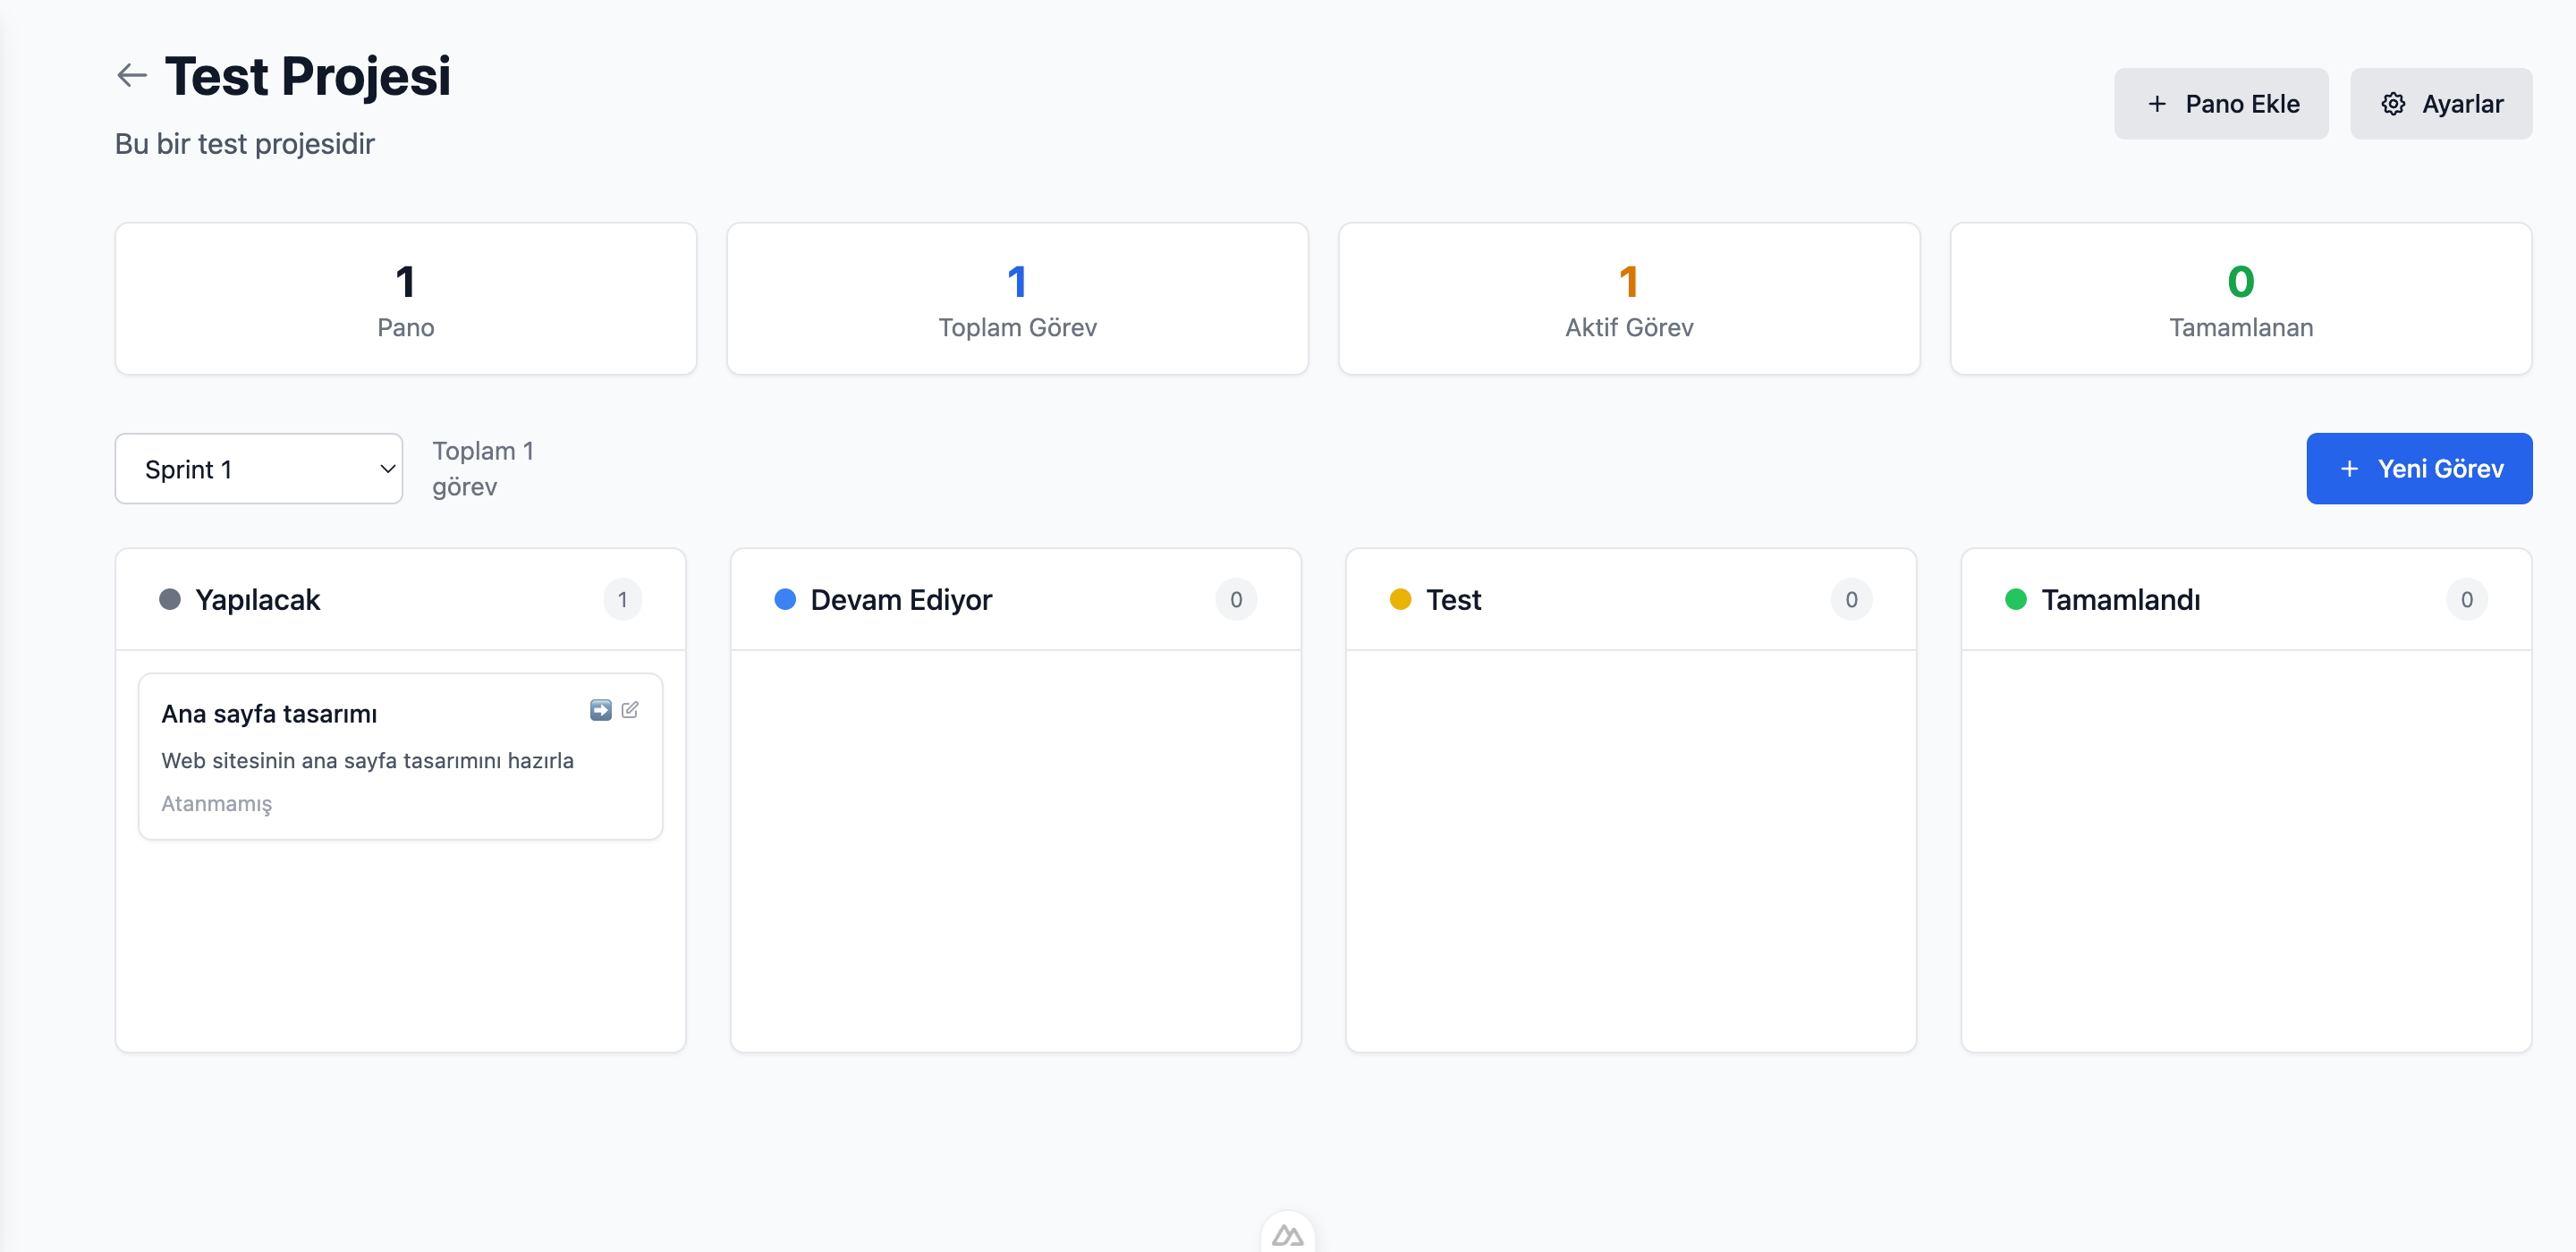 Test Projesi
Bu bir test projesidir
Pano Ekle
Ayarlar
1
Pano
1
Toplam Görev
1
Aktif Görev
0
Tamamlanan
Sprint 1
Toplam 1
görev
Yeni Görev
Yapılacak
1
Devam Ediyor
0
Test
0
Tamamlandı
0
Ana sayfa tasarımı
Web sitesinin ana sayfa tasarımını hazırla
Atanmamış